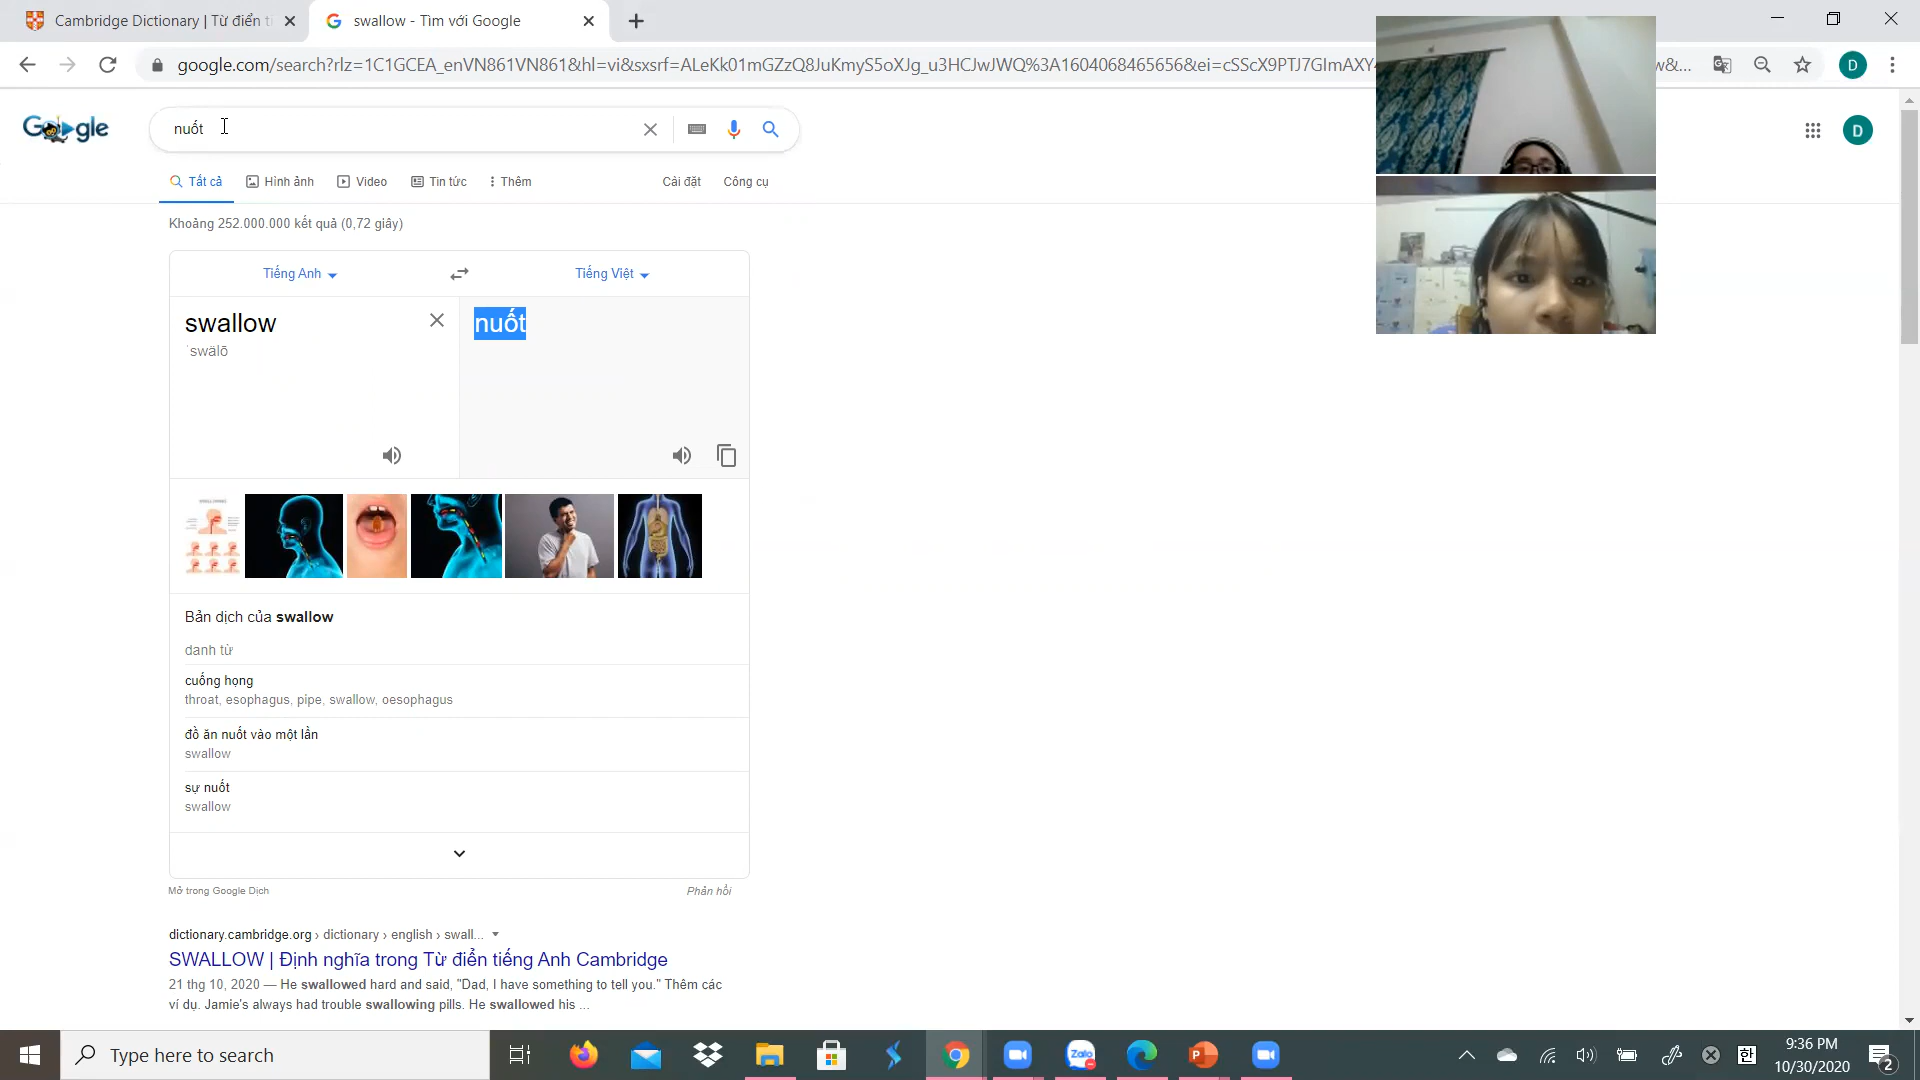 Cambridge Dictionary | Từ điển ti
swallow - Tìm với Google
google.com/search?rlz=1C1GCEA_enVN861VN861&hl=vi&sxsrf=ALeKk01mGZzQ8JuKmyS5oXJg_u3HCJwJWQ%3A1604068465656&ei=cSScX9PTJ7GImAXY
w&...
D
Google
nuốt
D
Tất cả
Hình ảnh
Video
Tin tức
Thêm
Cài đặt
Công cụ
Khoảng 252.000.000 kết quả (0,72 giây)
Tiếng Anh
Tiếng Việt
swallow
nuốt
ˈswälō
Bản dịch của swallow
danh từ
cuống họng
throat, esophagus, pipe, swallow, oesophagus
đồ ăn nuốt vào một lần
swallow
sự nuốt
swallow
Mở trong Google Dịch
Phản hồi
dictionary.cambridge.org › dictionary › english › swall...
SWALLOW | Định nghĩa trong Từ điển tiếng Anh Cambridge
21 thg 10, 2020 — He swallowed hard and said, "Dad, I have something to tell you." Thêm các
ví dụ. Jamie's always had trouble swallowing pills. He swallowed his ...
Type here to search
Zalo
한
9:36 PM
10/30/2020
2